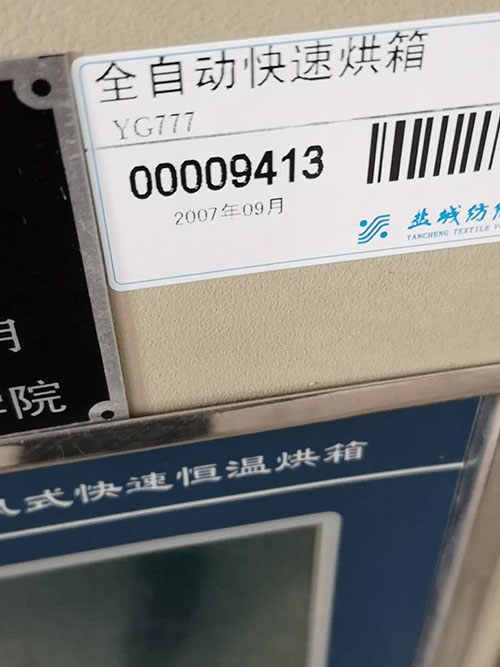 全自动快速烘箱
YG777
00009413
2007年09月
盐城纺
YANCHENG TEXTILE
月
院
式快速恒温烘箱